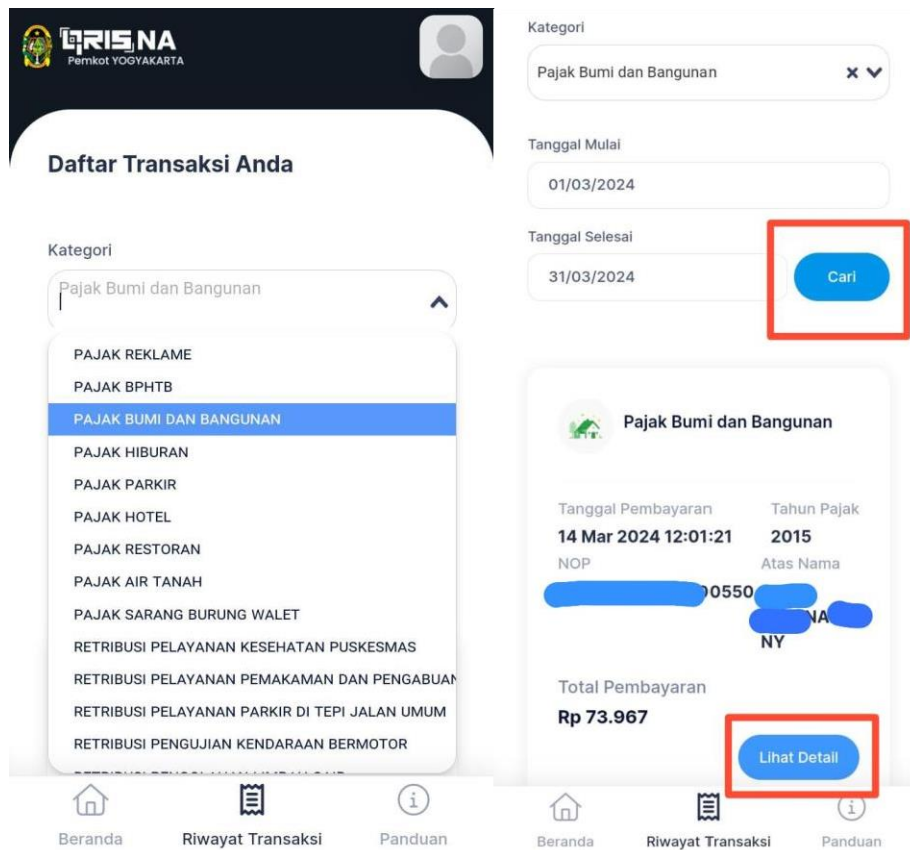 QRIS NA
Pemkot YOGYAKARTA
Daftar Transaksi Anda
Kategori
Pajak Bumi dan Bangunan
PAJAK REKLAME
PAJAK BPHTB
PAJAK BUMI DAN BANGUNAN
PAJAK HIBURAN
PAJAK PARKIR
PAJAK HOTEL
PAJAK RESTORAN
PAJAK AIR TANAH
PAJAK SARANG BURUNG WALET
RETRIBUSI PELAYANAN KESEHATAN PUSKESMAS
RETRIBUSI PELAYANAN PEMAKAMAN DAN PENGABUAN
RETRIBUSI PELAYANAN PARKIR DI TEPI JALAN UMUM
RETRIBUSI PENGUJIAN KENDARAAN BERMOTOR
Beranda Riwayat Transaksi Panduan
Kategori
Pajak Bumi dan Bangunan
Tanggal Mulai
01/03/2024
Tanggal Selesai
31/03/2024 Cari
Pajak Bumi dan Bangunan
Tanggal Pembayaran Tahun Pajak
14 Mar 2024 12:01:21 2015
NOP Atas Nama
00550
NA
NY
Total Pembayaran
Rp 73.967
Lihat Detail
Beranda Riwayat Transaksi Panduan